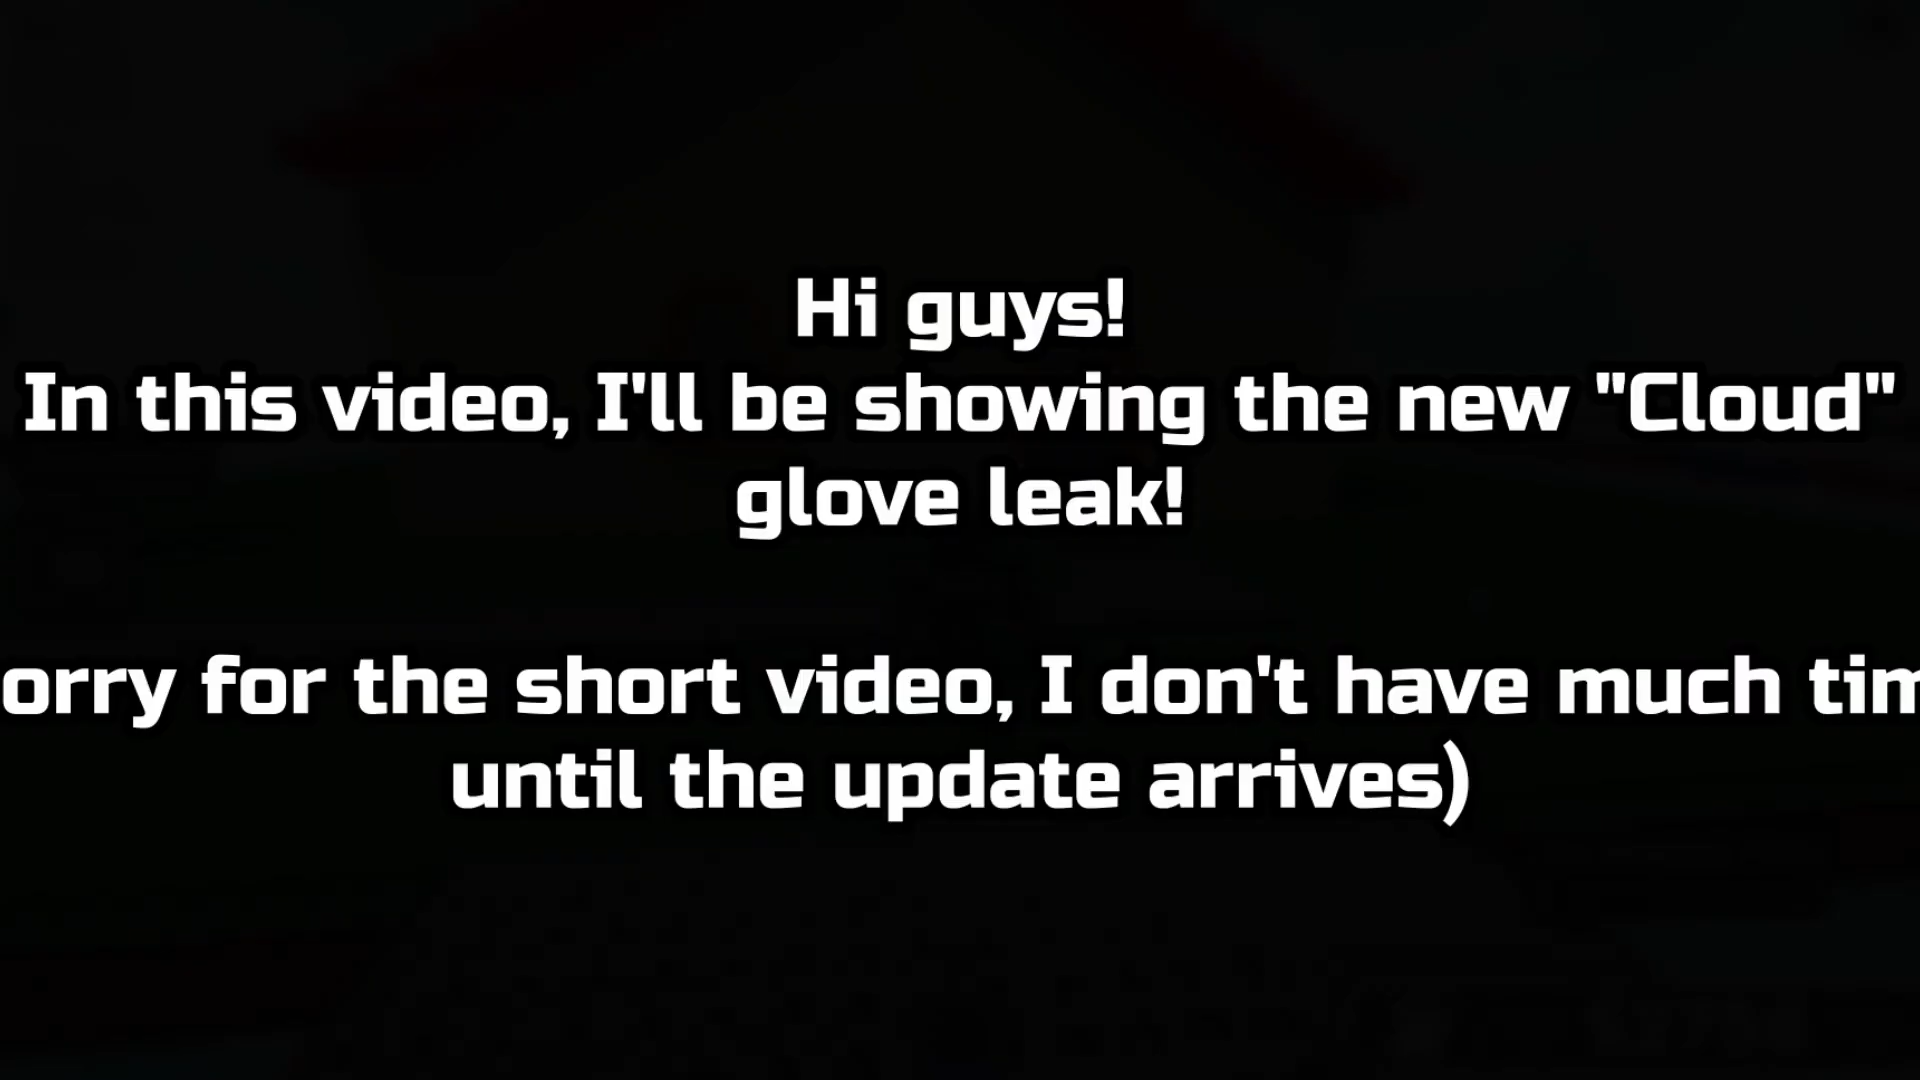 Hi guys!
In this video, I'll be showing the new "Cloud"
glove leak!
orry for the short video, I don't have much tim
until the update arrives)